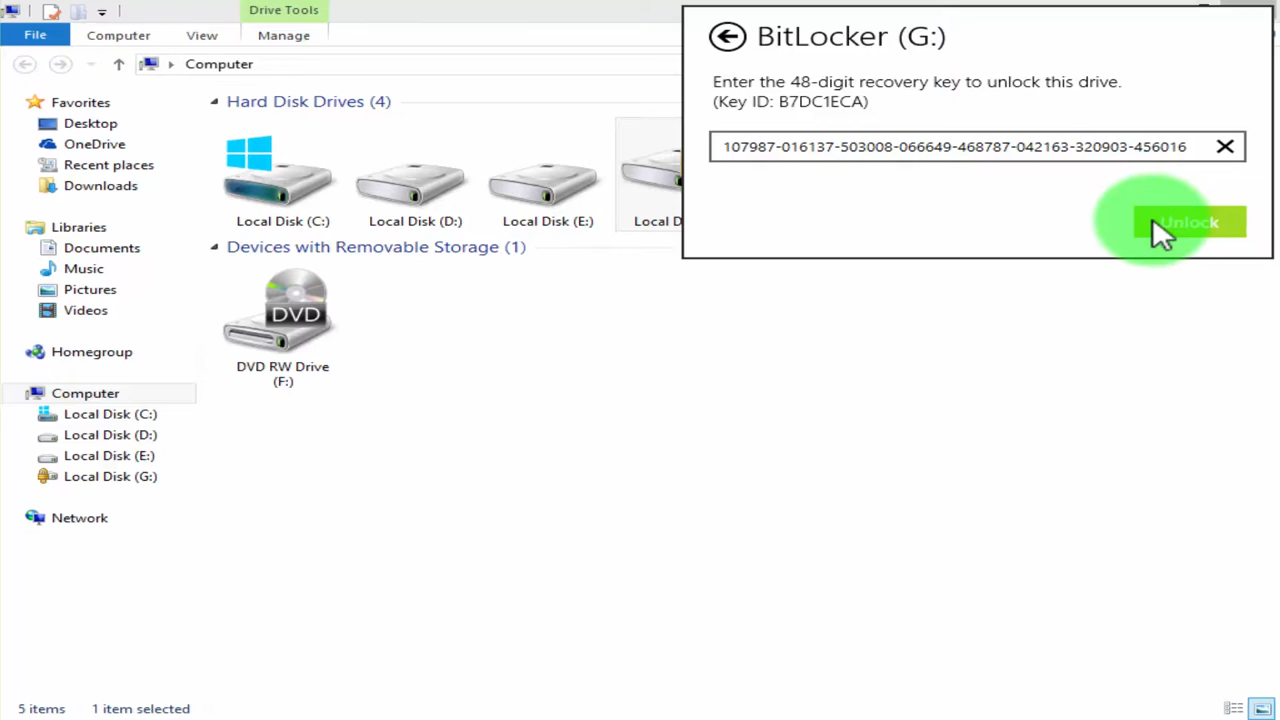 Drive Tools
File
Computer
View
Manage
Computer
Favorites
Desktop
OneDrive
Recent places
Downloads
Libraries
Documents
Music
Pictures
Videos
Homegroup
Computer
Local Disk (C:)
Local Disk (D:)
Local Disk (E:)
Local Disk (G:)
Network
Hard Disk Drives (4)
Local Disk (C:)
Local Disk (D:)
Local Disk (E:)
Local D
Devices with Removable Storage (1)
DVD
DVD RW Drive
(F:)
BitLocker (G:)
Enter the 48-digit recovery key to unlock this drive.
(Key ID: B7DC1ECA)
107987-016137-503008-066649-468787-042163-320903-456016
Unlock
5 items
1 item selected